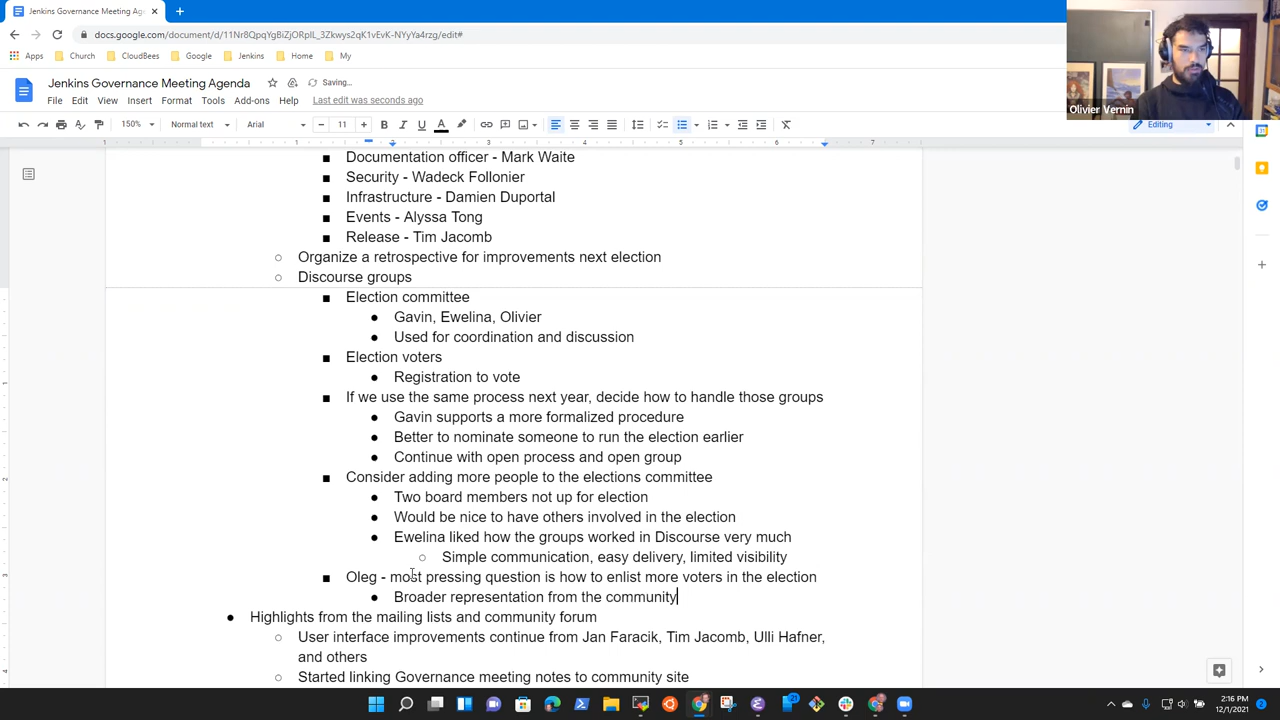 Jenkins Governance Meeting Ag
docs.google.com/document/d/11Nr8QpqYgBiZjORplL_3Zkwys2qK1vEvK-NYyYa4rzg/edit#
Apps Church CloudBees Google Jenkins Home My
Jenkins Governance Meeting Agenda Saving...
File Edit View Insert Format Tools Add-ons Help Last edit was seconds ago
Olivier Vernin
150% Normal text Arial 11 Editing
1 1 2 3 4 5 6 7
Documentation officer - Mark Waite
Security - Wadeck Follonier
Infrastructure - Damien Duportal
Events - Alyssa Tong
Release - Tim Jacomb
Organize a retrospective for improvements next election
Discourse groups
Election committee
Gavin, Ewelina, Olivier
Used for coordination and discussion
Election voters
Registration to vote
If we use the same process next year, decide how to handle those groups
Gavin supports a more formalized procedure
Better to nominate someone to run the election earlier
Continue with open process and open group
Consider adding more people to the elections committee
Two board members not up for election
Would be nice to have others involved in the election
Ewelina liked how the groups worked in Discourse very much
Simple communication, easy delivery, limited visibility
Oleg - most pressing question is how to enlist more voters in the election
Broader representation from the community
Highlights from the mailing lists and community forum
User interface improvements continue from Jan Faracik, Tim Jacomb, Ulli Hafner,
and others
Started linking Governance meeting notes to community site
2:16 PM
12/1/2021